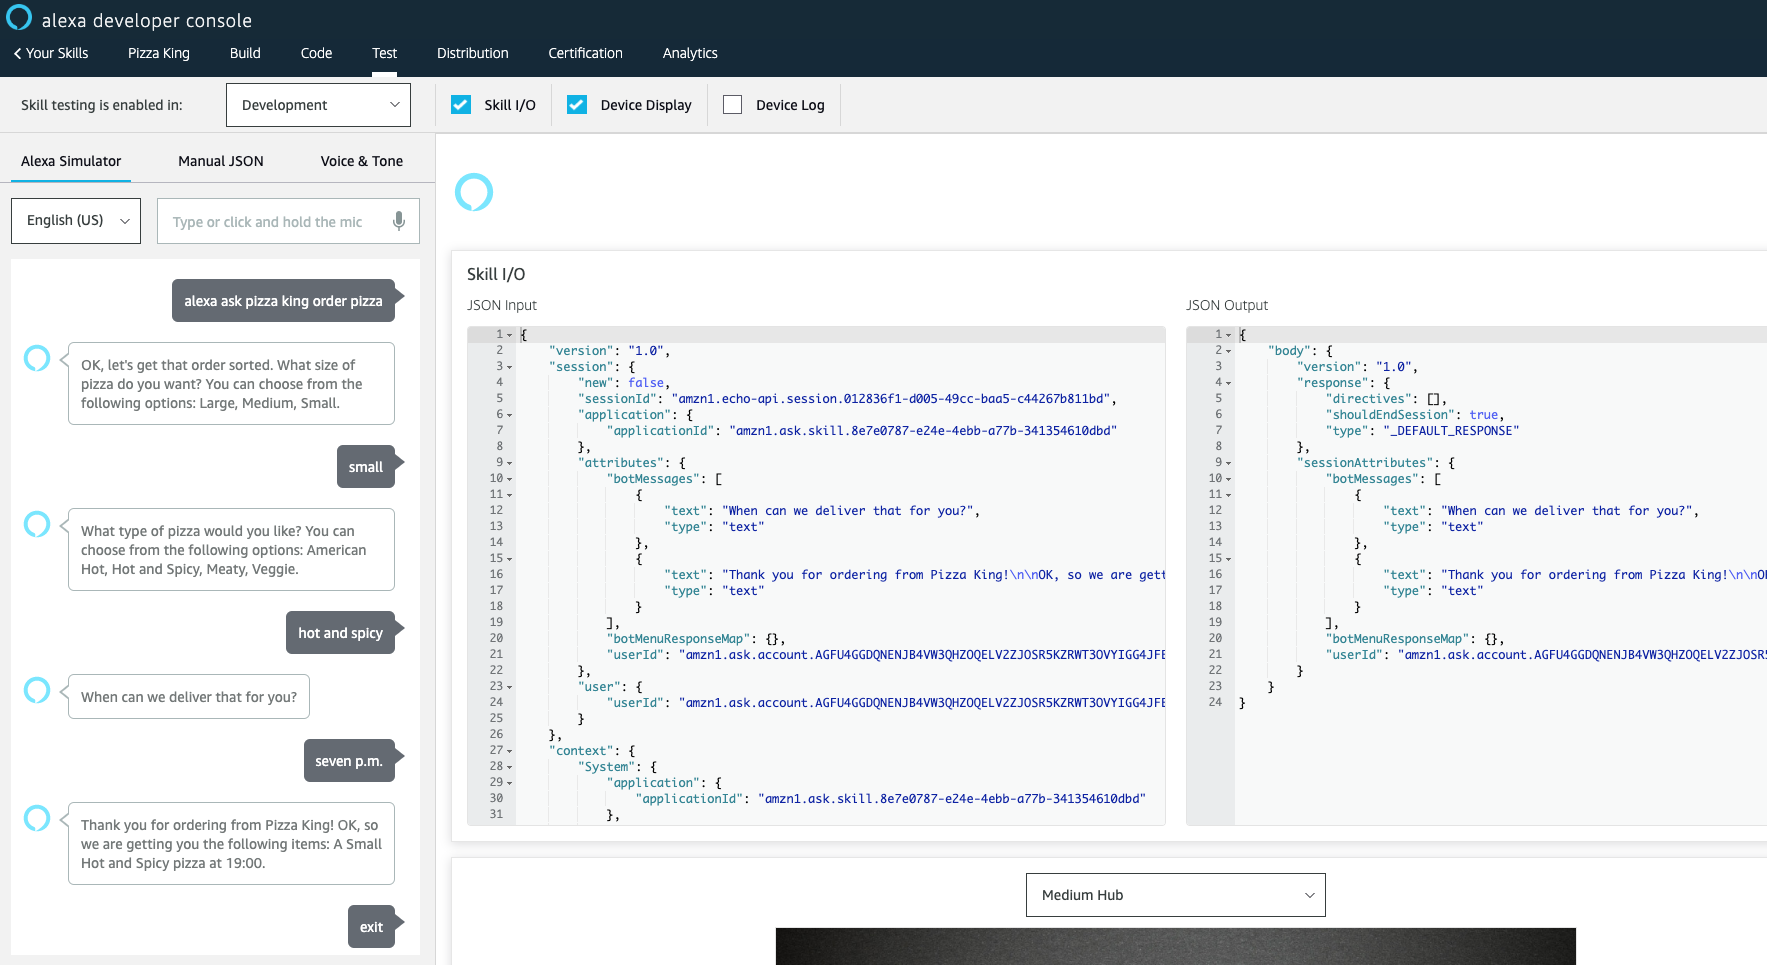 alexa developer console
Your Skills
Pizza King
Build
Code
Test
Distribution
Certification
Analytics
Skill testing is enabled in:
Development
Skill I/O
Device Display
Device Log
Alexa Simulator
Manual JSON
Voice & Tone
English (US)
Type or click and hold the mic
alexa ask pizza king order pizza
OK, let's get that order sorted. What size of
pizza do you want? You can choose from the
following options: Large, Medium, Small.
small
What type of pizza would you like? You can
choose from the following options: American
Hot, Hot and Spicy, Meaty, Veggie.
hot and spicy
When can we deliver that for you?
seven p.m.
Thank you for ordering from Pizza King! OK, so
we are getting you the following items: A Small
Hot and Spicy pizza at 19:00.
exit
Skill I/O
JSON Input
1 {
2 "version": "1.0",
3 "session": {
4 "new": false,
5 "sessionId": "amzn1.echo-api.session.012836f1-d005-49cc-baa5-c44267b811bd",
6 "application": {
7 "applicationId": "amzn1.ask.skill.8e7e0787-e24e-4ebb-a77b-341354610dbd"
8 },
9 "attributes": {
10 "botMessages": [
11 {
12 "text": "When can we deliver that for you?",
13 "type": "text"
14 },
15 {
16 "text": "Thank you for ordering from Pizza King!\n\nOK, so we are gett
17 "type": "text"
18 }
19 ],
20 "botMenuResponseMap": {},
21 "userId": "amzn1.ask.account.AGFU4GGDQNENJB4VW3QHZOQELV2ZJOSR5KZRWT3OVYIGG4JFE
22 },
23 "user": {
24 "userId": "amzn1.ask.account.AGFU4GGDQNENJB4VW3QHZOQELV2ZJOSR5KZRWT3OVYIGG4JFE
25 }
26 },
27 "context": {
28 "System": {
29 "application": {
30 "applicationId": "amzn1.ask.skill.8e7e0787-e24e-4ebb-a77b-341354610dbd"
31 },
JSON Output
1 {
2 "body": {
3 "version": "1.0",
4 "response": {
5 "directives": [],
6 "shouldEndSession": true,
7 "type": "_DEFAULT_RESPONSE"
8 },
9 "sessionAttributes": {
10 "botMessages": [
11 {
12 "text": "When can we deliver that for you?",
13 "type": "text"
14 },
15 {
16 "text": "Thank you for ordering from Pizza King!\n\nO
17 "type": "text"
18 }
19 ],
20 "botMenuResponseMap": {},
21 "userId": "amzn1.ask.account.AGFU4GGDQNENJB4VW3QHZOQELV2ZJOSR5
22 }
23 }
24 }
Medium Hub